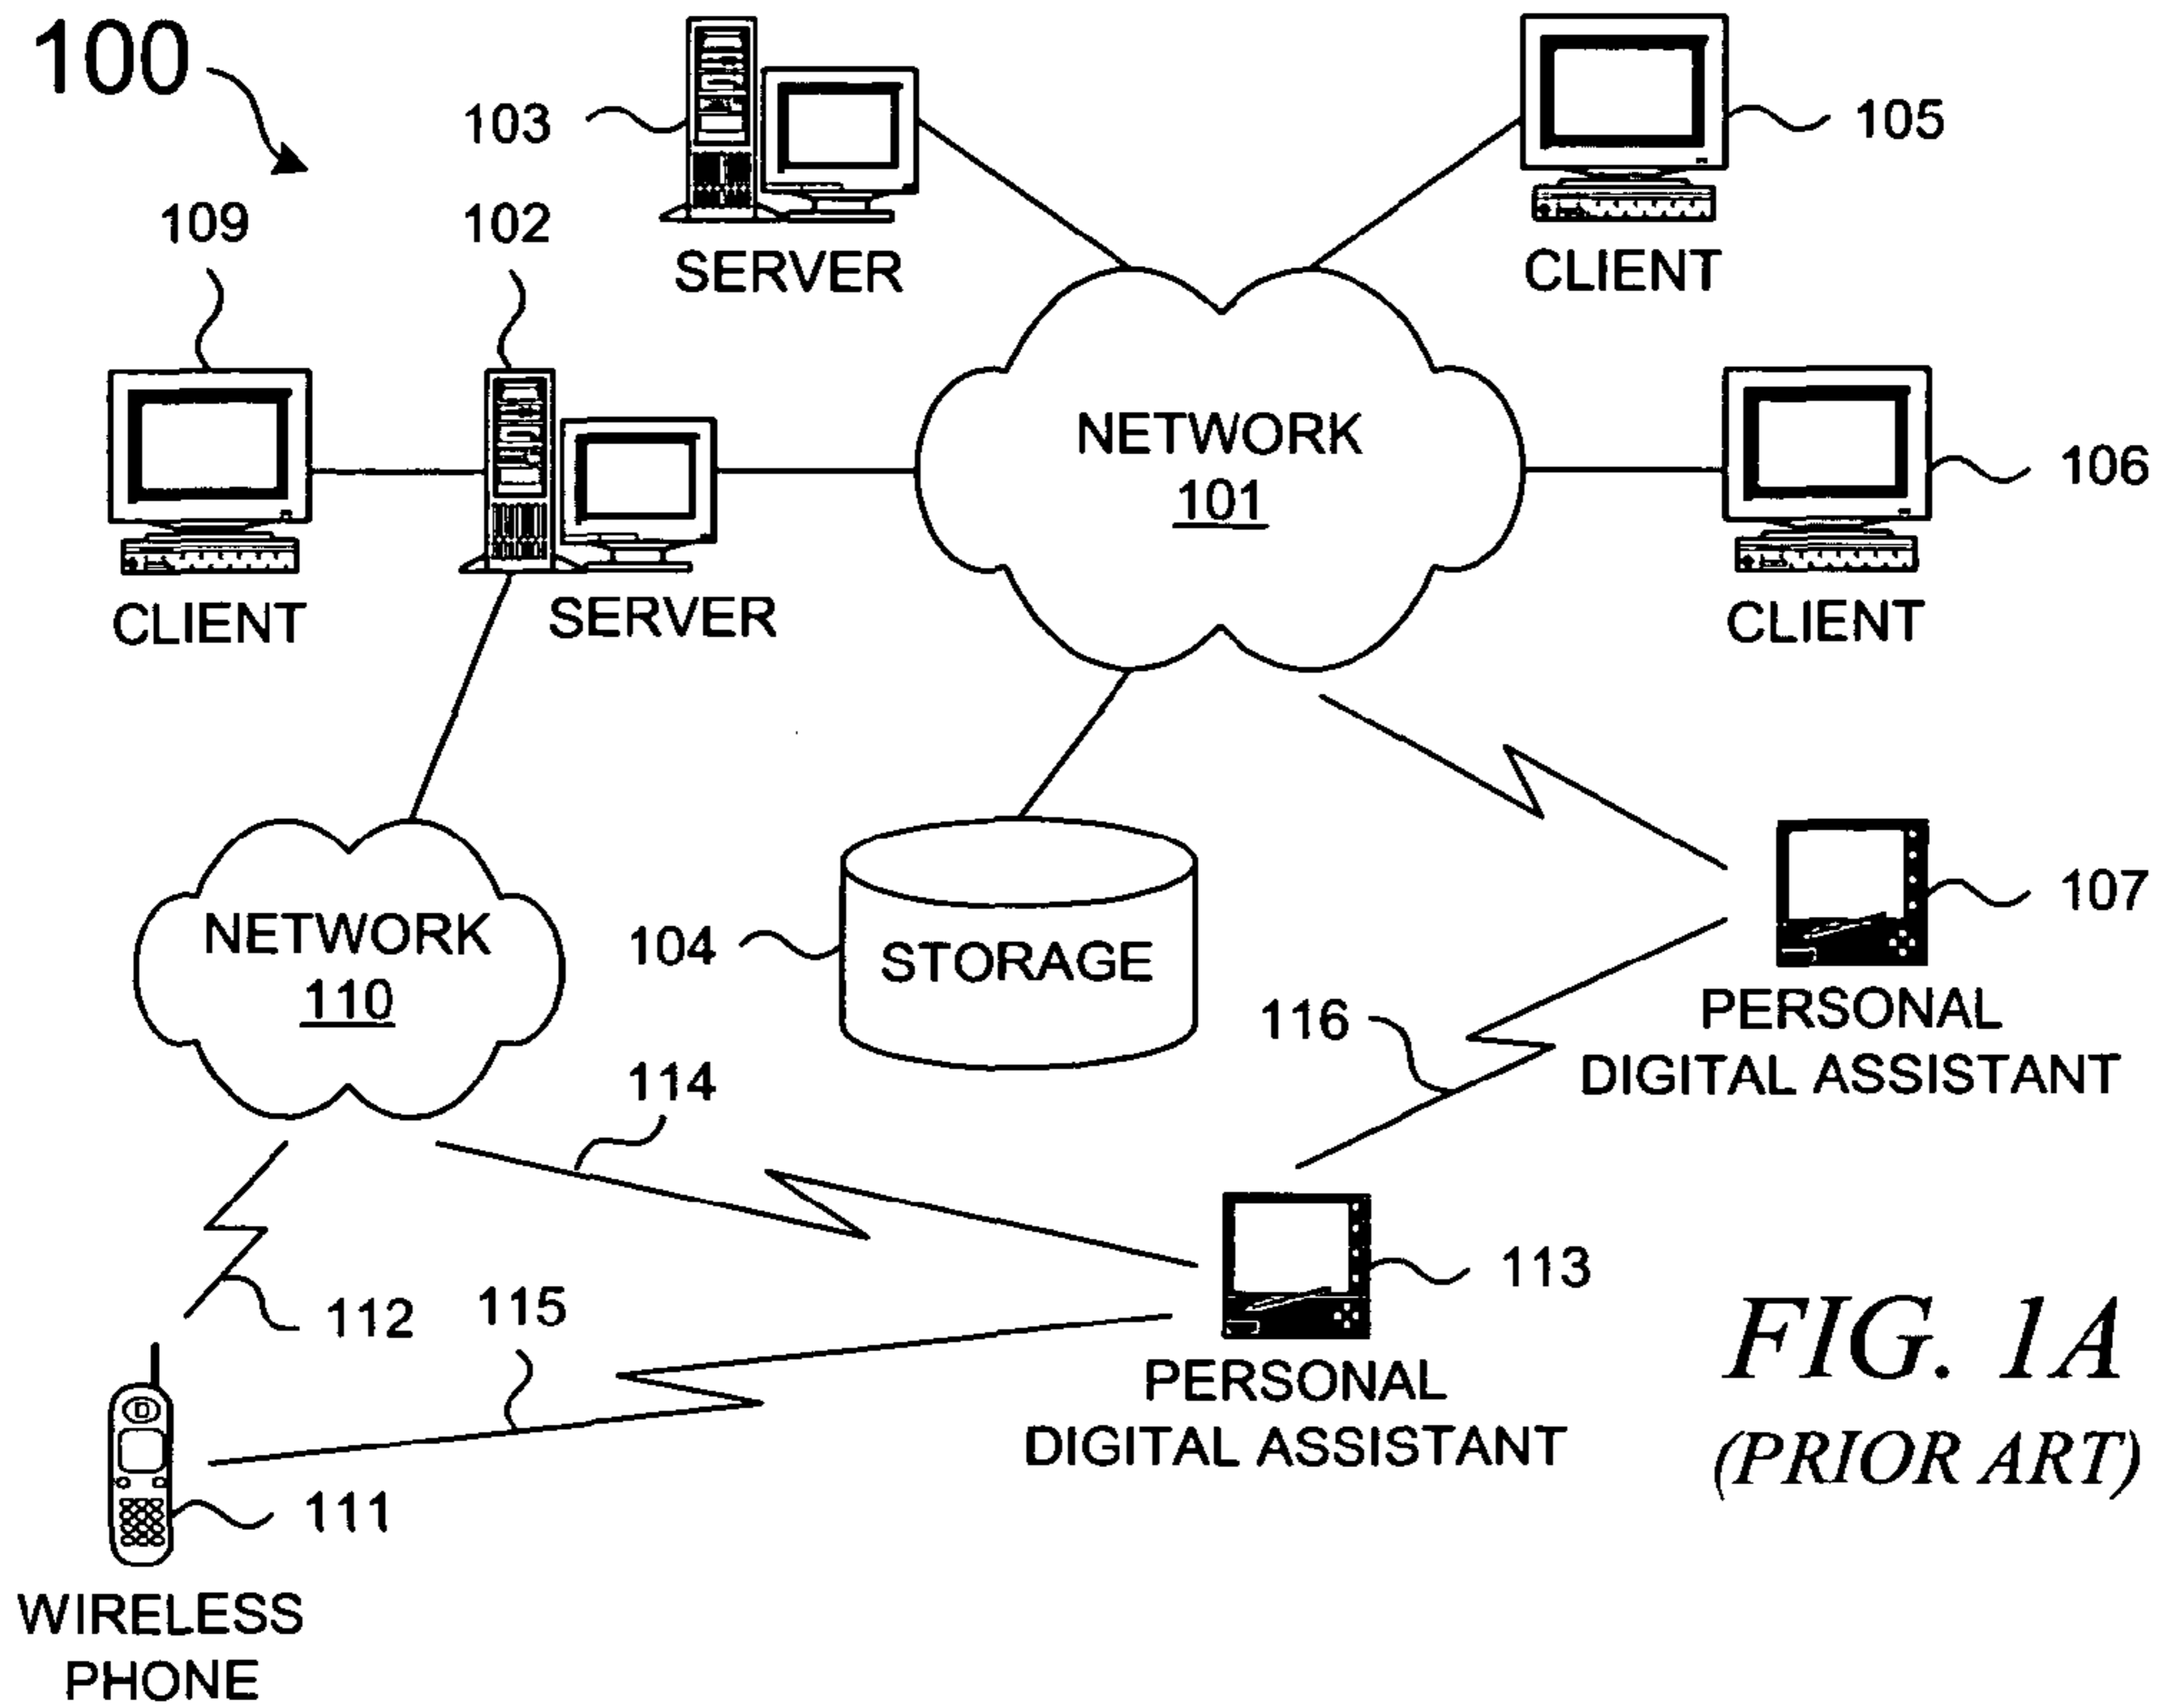 100
103
SERVER
105
CLIENT
109
CLIENT
102
SERVER
NETWORK
101
106
CLIENT
NETWORK
110
104
STORAGE
107
PERSONAL
DIGITAL ASSISTANT
116
114
112
115
113
PERSONAL
DIGITAL ASSISTANT
111
WIRELESS
PHONE
FIG. 1A
(PRIOR ART)